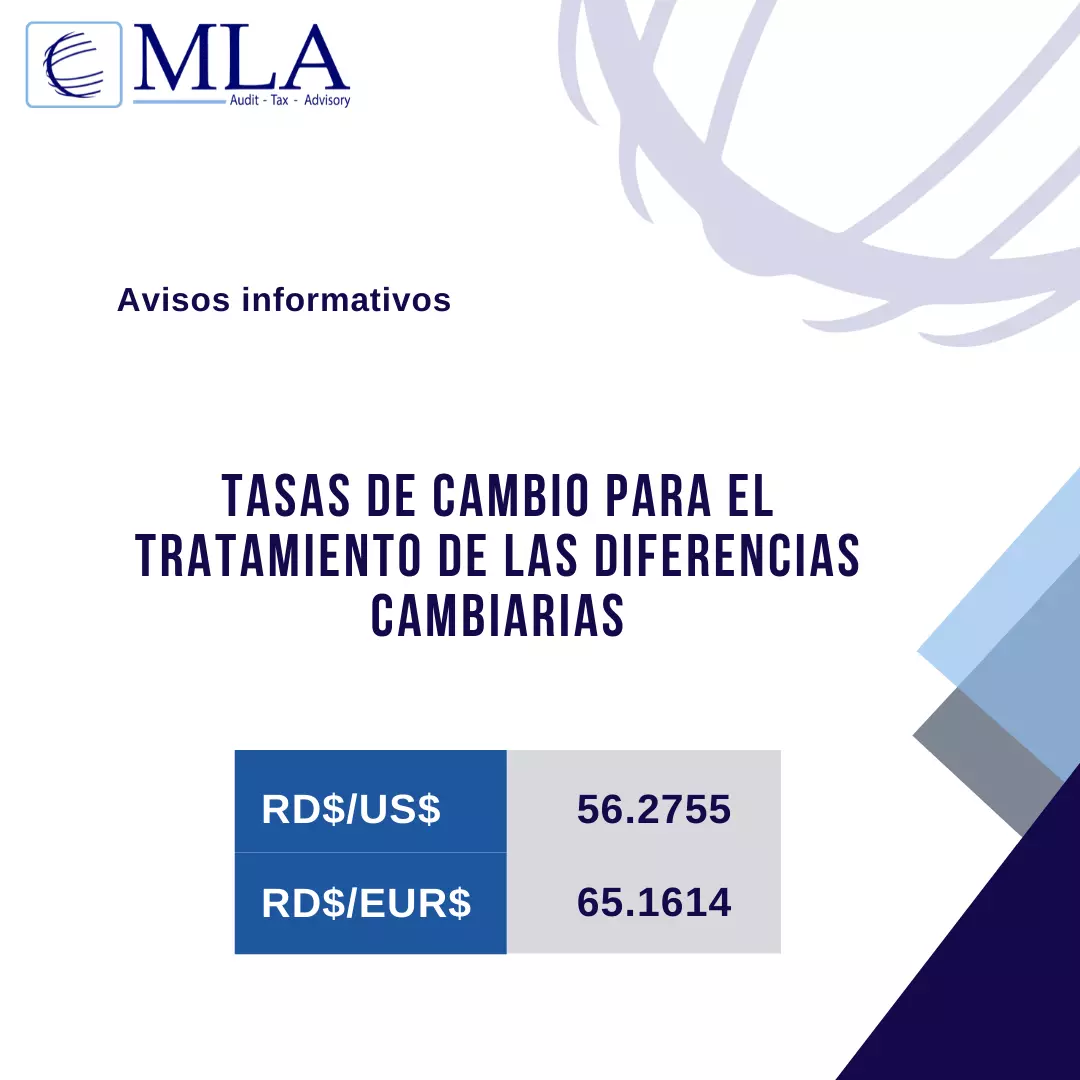 MLA
Audit - Tax - Advisory
Avisos informativos
TASAS DE CAMBIO PARA EL
TRATAMIENTO DE LAS DIFERENCIAS
CAMBIARIAS
RD$/US$ 56.2755
RD$/EUR$ 65.1614